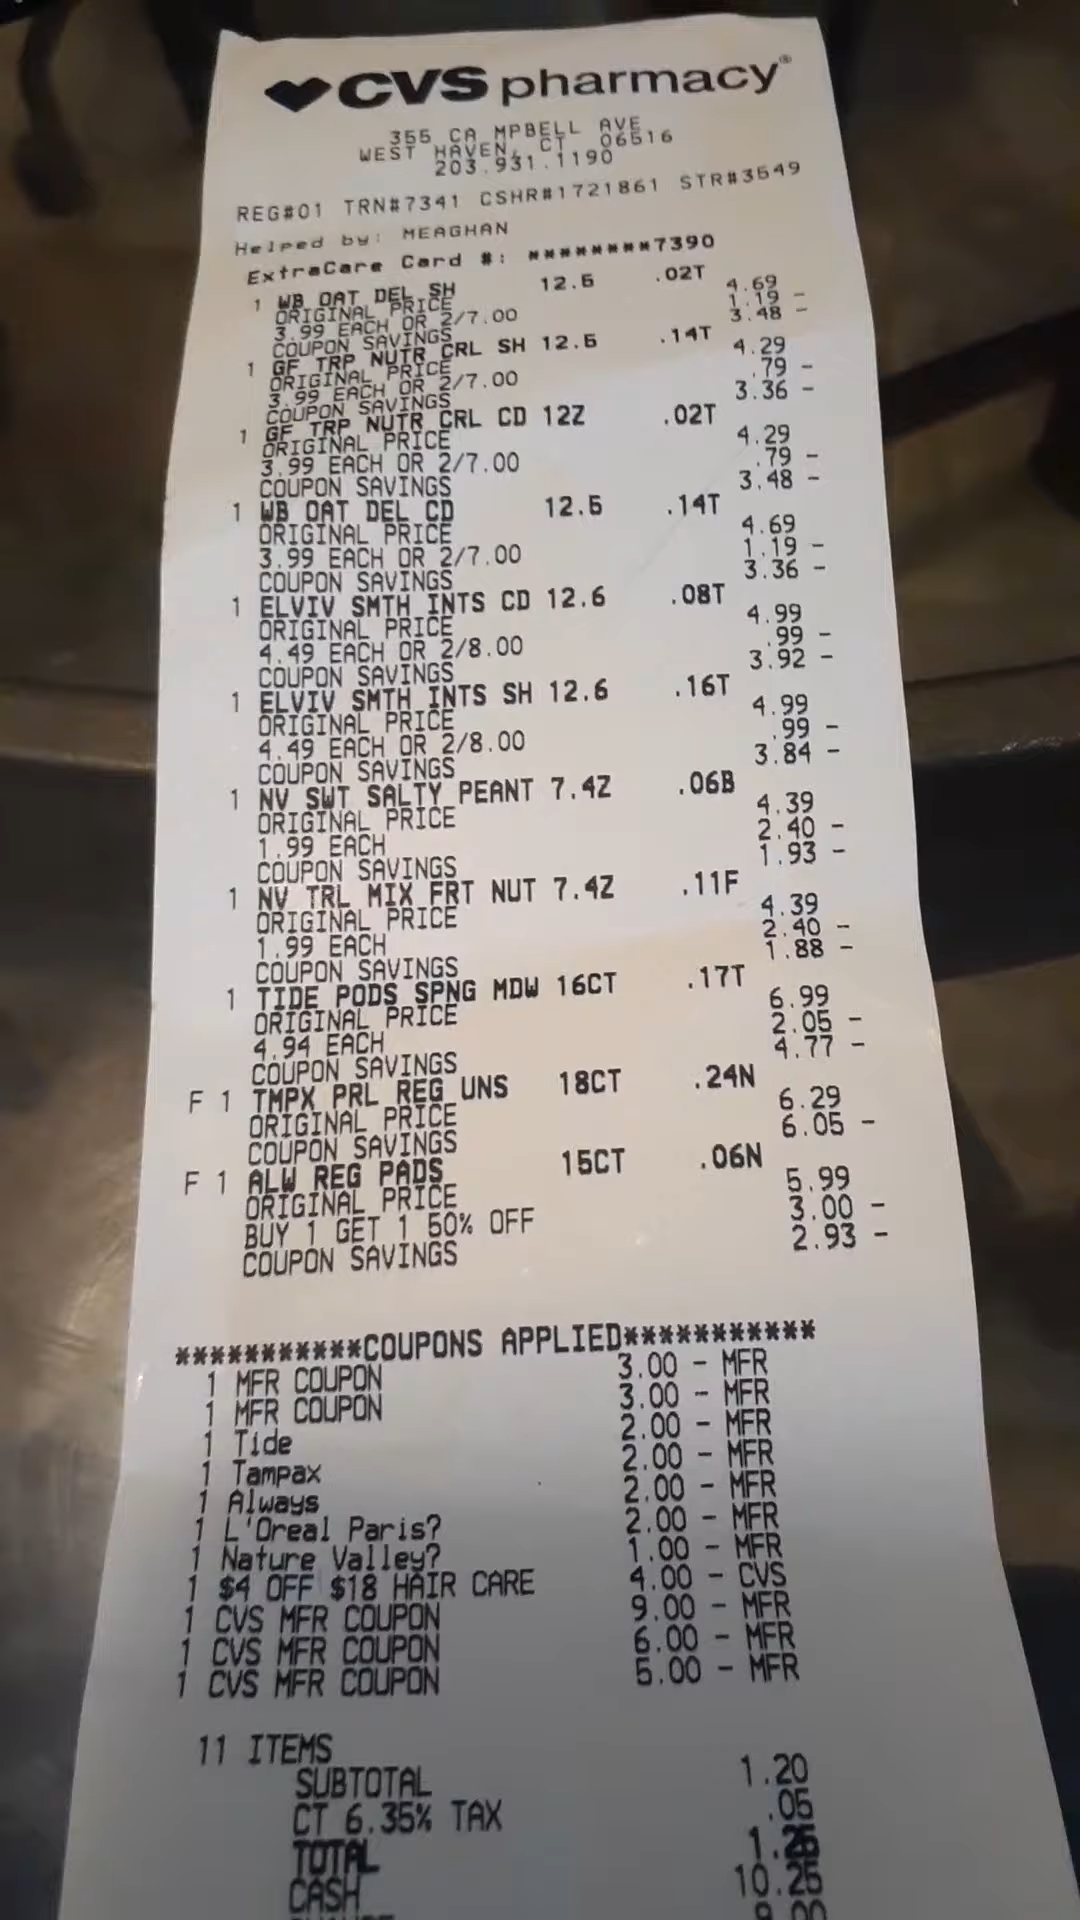 CVS pharmacy®
355 CA MPBELL AVE
WEST HAVEN, CT 06516
203.931.1190
REG#01 TRN#7341 CSHR#1721861 STR#3549
Helped by: MEAGHAN
ExtraCare Card #: ********7390
1 WB OAT DEL SH 12.6 .02T
ORIGINAL PRICE 4.69
3.99 EACH OR 2/7.00 1.19 -
COUPON SAVINGS 3.48 -
1 GF TRP NUTR CRL SH 12.6 .14T
ORIGINAL PRICE 4.29
3.99 EACH OR 2/7.00 .79 -
COUPON SAVINGS 3.36 -
1 GF TRP NUTR CRL CD 12Z .02T
ORIGINAL PRICE 4.29
3.99 EACH OR 2/7.00 .79 -
COUPON SAVINGS 3.48 -
1 WB OAT DEL CD 12.6 .14T
ORIGINAL PRICE 4.69
3.99 EACH OR 2/7.00 1.19 -
COUPON SAVINGS 3.36 -
1 ELVIV SMTH INTS CD 12.6 .08T
ORIGINAL PRICE 4.99
4.49 EACH OR 2/8.00 .99 -
COUPON SAVINGS 3.92 -
1 ELVIV SMTH INTS SH 12.6 .16T
ORIGINAL PRICE 4.99
4.49 EACH OR 2/8.00 .99 -
COUPON SAVINGS 3.84 -
1 NV SWT SALTY PEANT 7.4Z .06B
ORIGINAL PRICE 4.39
1.99 EACH 2.40 -
COUPON SAVINGS 1.93 -
1 NV TRL MIX FRT NUT 7.4Z .11F
ORIGINAL PRICE 4.39
1.99 EACH 2.40 -
COUPON SAVINGS 1.88 -
1 TIDE PODS SPNG MDW 16CT .17T
ORIGINAL PRICE 6.99
4.94 EACH 2.05 -
COUPON SAVINGS 4.77 -
F 1 TMPX PRL REG UNS 18CT .24N
ORIGINAL PRICE 6.29
COUPON SAVINGS 6.05 -
F 1 ALW REG PADS 15CT .06N
ORIGINAL PRICE 5.99
BUY 1 GET 1 50% OFF 3.00 -
COUPON SAVINGS 2.93 -
***********COUPONS APPLIED***********
1 MFR COUPON 3.00 - MFR
1 MFR COUPON 3.00 - MFR
1 Tide 2.00 - MFR
1 Tampax 2.00 - MFR
1 Always 2.00 - MFR
1 L'Oreal Paris? 2.00 - MFR
1 Nature Valley? 1.00 - MFR
1 $4 OFF $18 HAIR CARE 4.00 - CVS
1 CVS MFR COUPON 9.00 - MFR
1 CVS MFR COUPON 6.00 - MFR
1 CVS MFR COUPON 5.00 - MFR
11 ITEMS
SUBTOTAL 1.20
CT 6.35% TAX .05
TOTAL 1.25
CASH 10.25